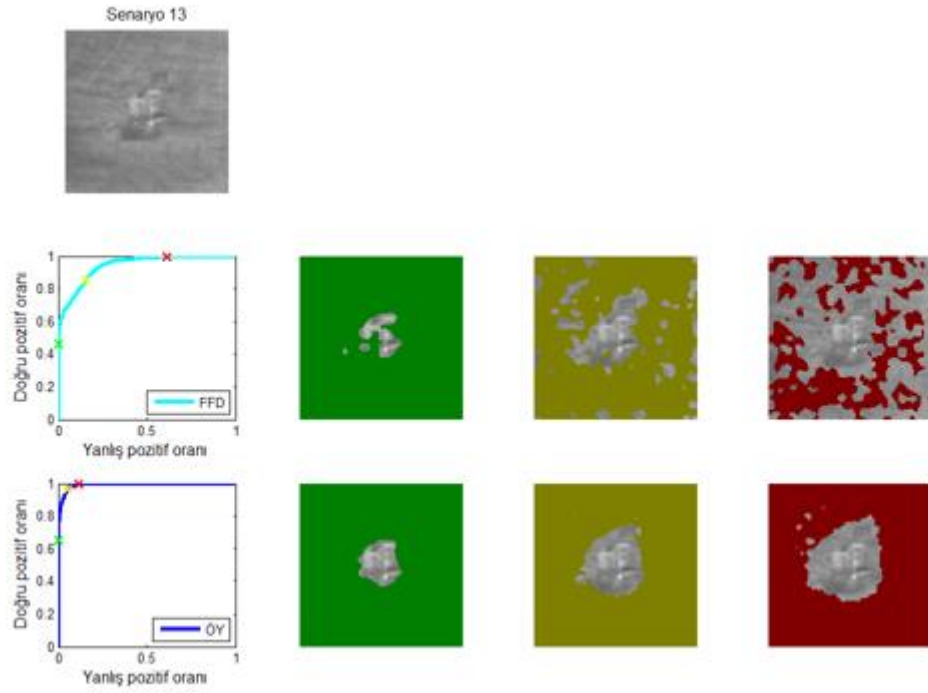 Senaryo 13
1
0.8
0.6
0.4
0.2
0
0
0.5
1
Doğru pozitif oranı
FFD
Yanlış pozitif oranı
1
0.8
0.6
0.4
0.2
0
0
0.5
1
Doğru pozitif oranı
ÖY
Yanlış pozitif oranı